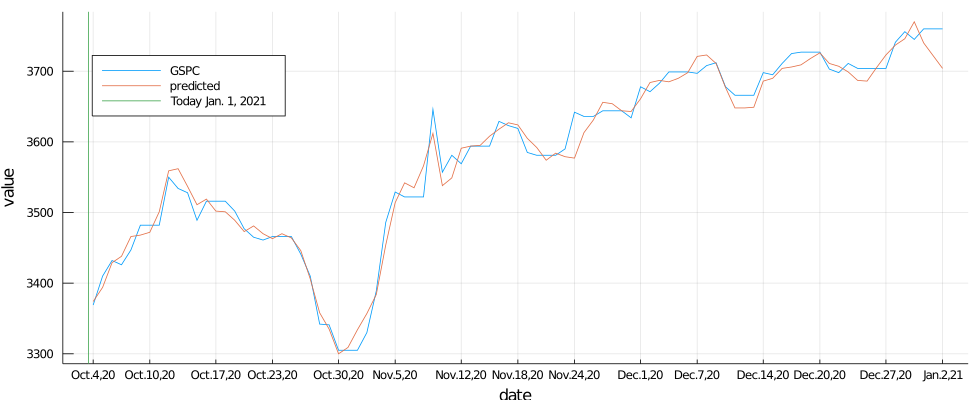 GSPC
predicted
Today Jan. 1, 2021
value
3700
3600
3500
3400
3300
Oct.4,20 Oct.10,20 Oct.17,20 Oct.23,20 Oct.30,20 Nov.5,20 Nov.12,20 Nov.18,20 Nov.24,20 Dec.1,20 Dec.7,20 Dec.14,20 Dec.20,20 Dec.27,20 Jan.2,21
date